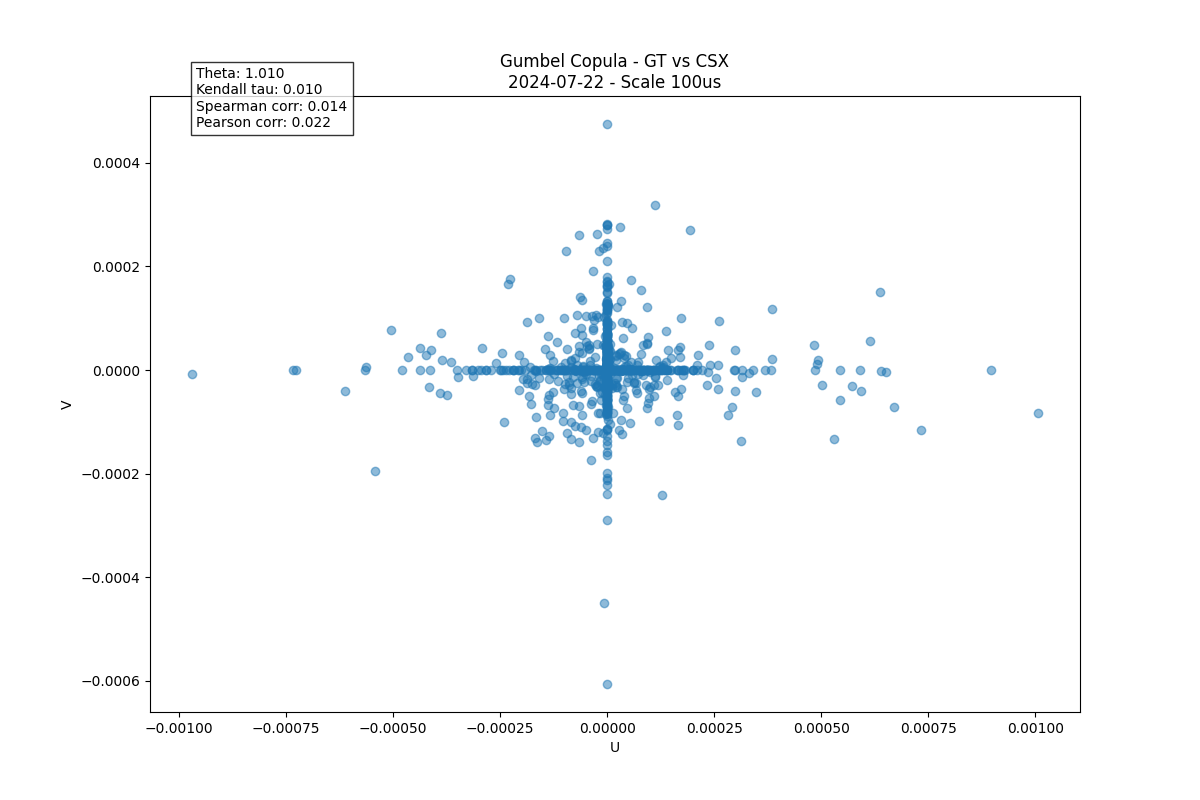 Gumbel Copula - GT vs CSX
2024-07-22 - Scale 100us
Theta: 1.010
Kendall tau: 0.010
Spearman corr: 0.014
Pearson corr: 0.022
0.0004
0.0002
0.0000
−0.0002
−0.0004
−0.0006
V
−0.00100 −0.00075 −0.00050 −0.00025 0.00000 0.00025 0.00050 0.00075 0.00100
U